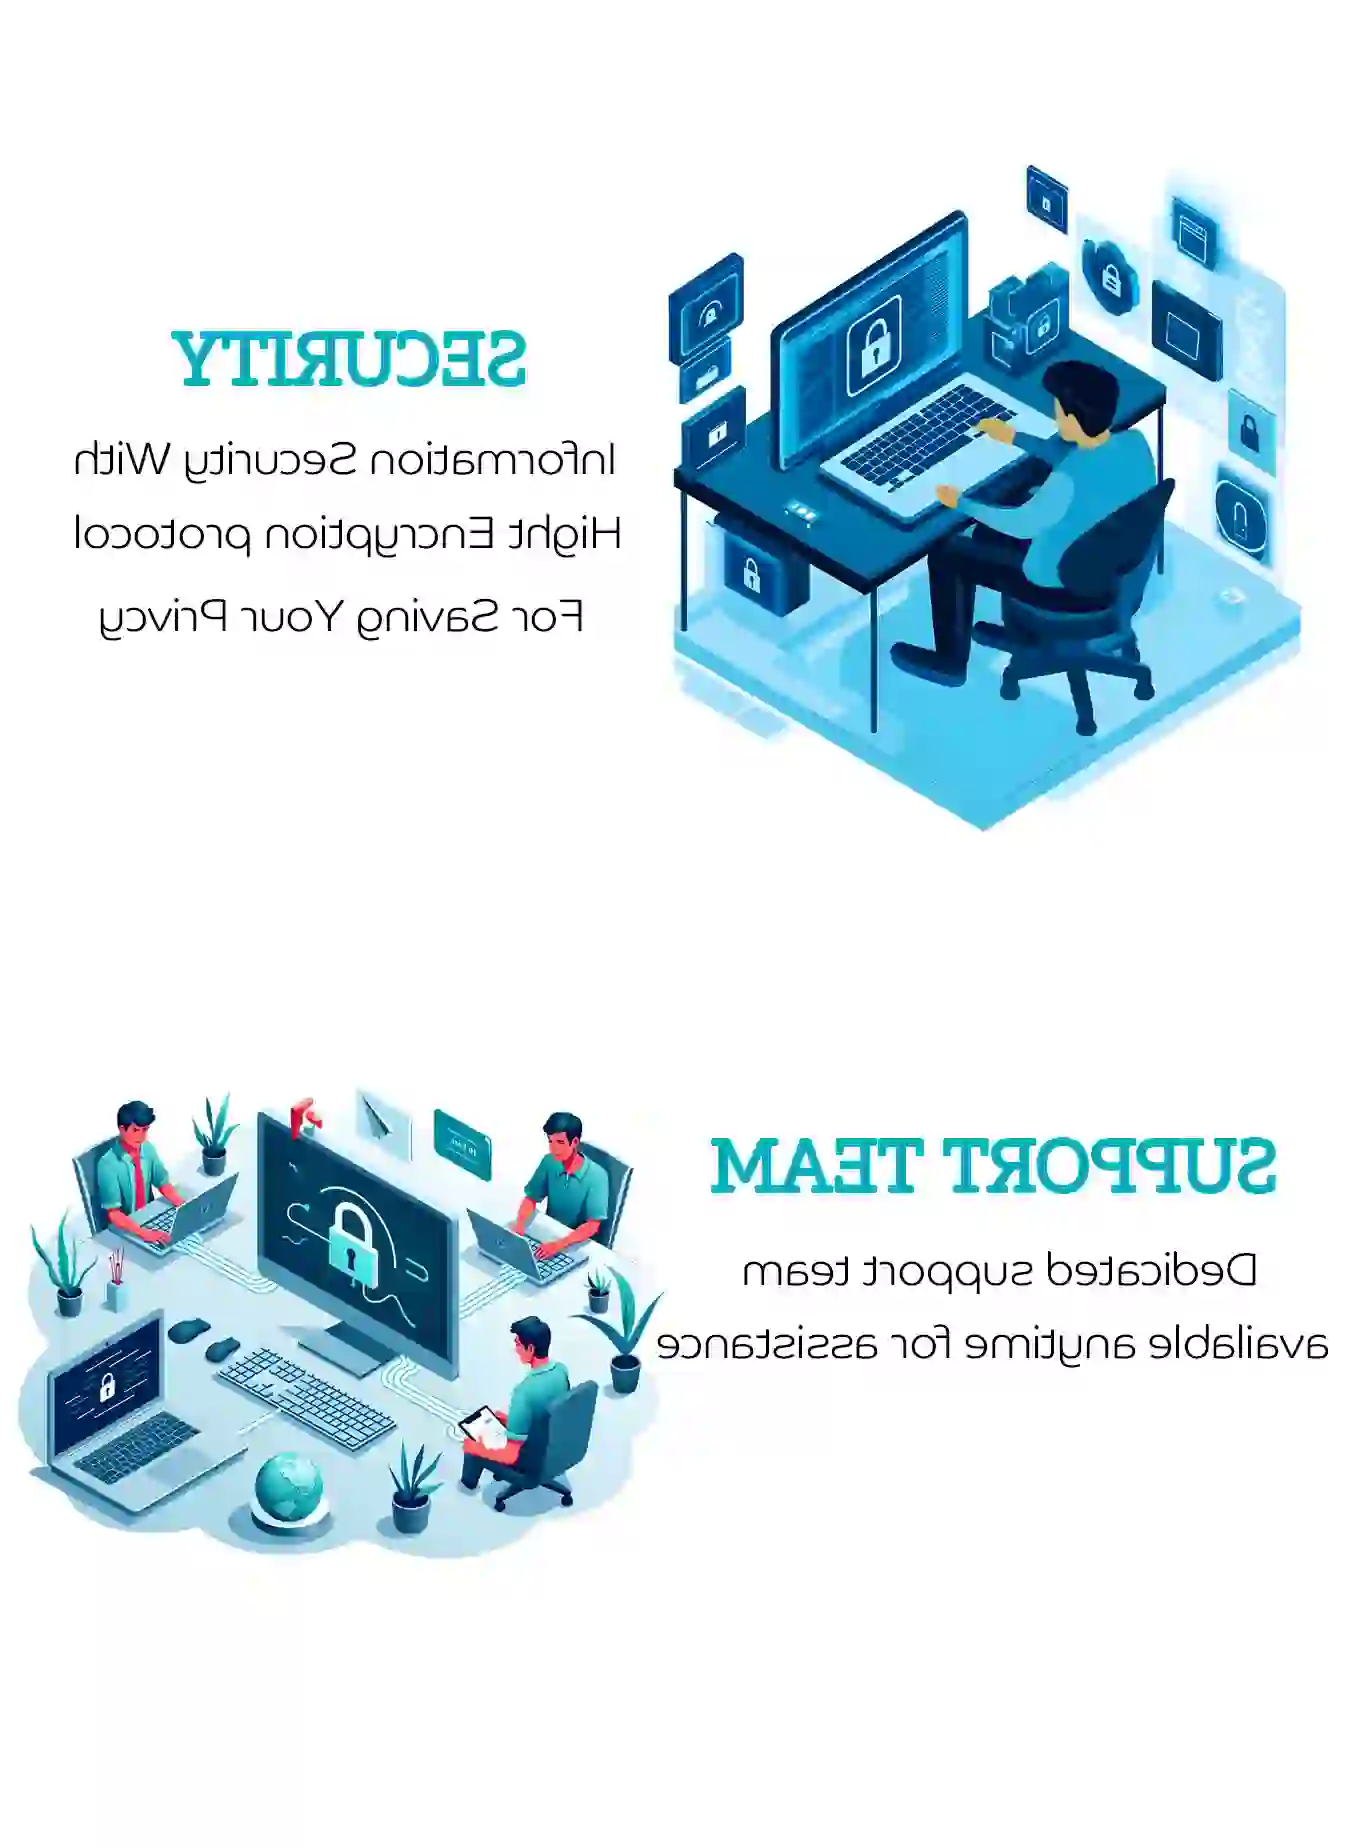 SECURITY
Information Security With
Hight Encryption protocol
For Saving Your Privcy
SUPPORT TEAM
Dedicated support team
available anytime for assistance